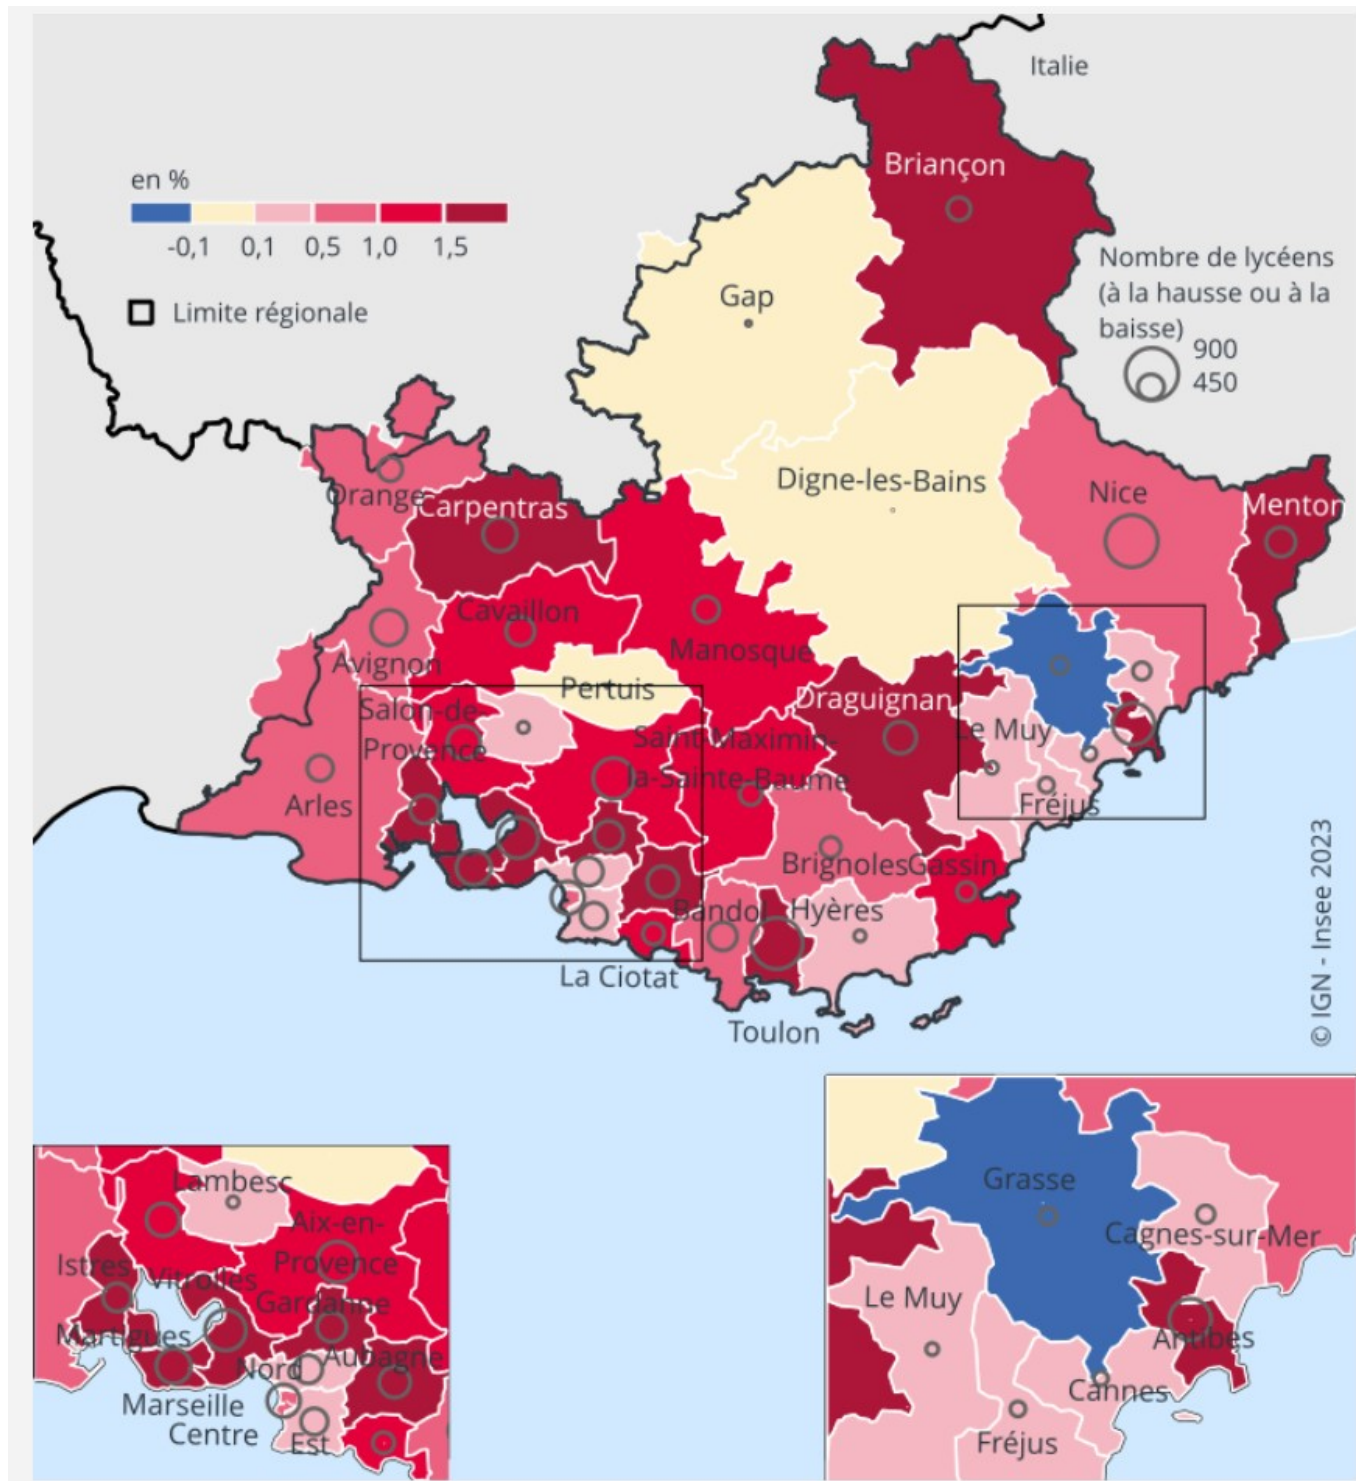 Italie
Briançon
en %
-0,1
0,1
0,5
1,0
1,5
Limite régionale
Nombre de lycéens
(à la hausse ou à la
baisse)
900
450
Gap
Digne-les-Bains
Nice
Menton
Orange
Carpentras
Cavaillon
Avignon
Manosque
Pertuis
Draguignan
Salon-de-
Provence
Saint-Maximin-
la-Sainte-Baume
Le Muy
Arles
Fréjus
Brignoles
Gassin
Bandol
Hyères
La Ciotat
Toulon
© IGN - Insee 2023
Lambesc
Aix-en-
Provence
Istres
Vitrolles
Gardanne
Martigues
Nord
Aubagne
Marseille
Centre
Est
Grasse
Cagnes-sur-Mer
Le Muy
Antibes
Cannes
Fréjus